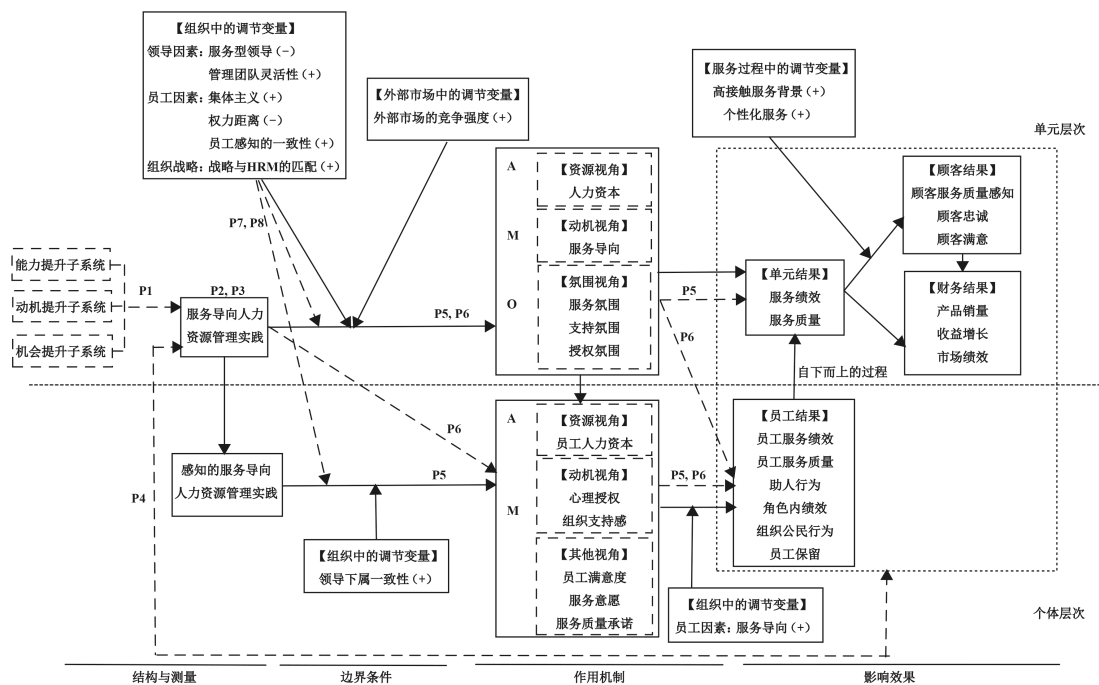 【组织中的调节变量】
领导因素：服务型领导(−)
管理团队灵活性(+)
员工因素：集体主义(+)
权力距离(−)
员工感知的一致性(+)
组织战略：战略与HRM的匹配(+)
【外部市场中的调节变量】
外部市场的竞争强度(+)
【服务过程中的调节变量】
高接触服务背景(+)
个性化服务(+)
单元层次
P7, P8
A
【资源视角】
人力资本
M
【动机视角】
服务导向
O
【氛围视角】
服务氛围
支持氛围
授权氛围
【顾客结果】
顾客服务质量感知
顾客忠诚
顾客满意
能力提升子系统
动机提升子系统
机会提升子系统
P1
P2, P3
服务导向人力
资源管理实践
P5, P6
P5
P6
【单元结果】
服务绩效
服务质量
【财务结果】
产品销量
收益增长
市场绩效
自下而上的过程
P6
P4
感知的服务导向
人力资源管理实践
P5
A
【资源视角】
员工人力资本
M
【动机视角】
心理授权
组织支持感
【其他视角】
员工满意度
服务意愿
服务质量承诺
P5, P6
【员工结果】
员工服务绩效
员工服务质量
助人行为
角色内绩效
组织公民行为
员工保留
【组织中的调节变量】
领导下属一致性(+)
【组织中的调节变量】
员工因素：服务导向(+)
个体层次
结构与测量
边界条件
作用机制
影响效果